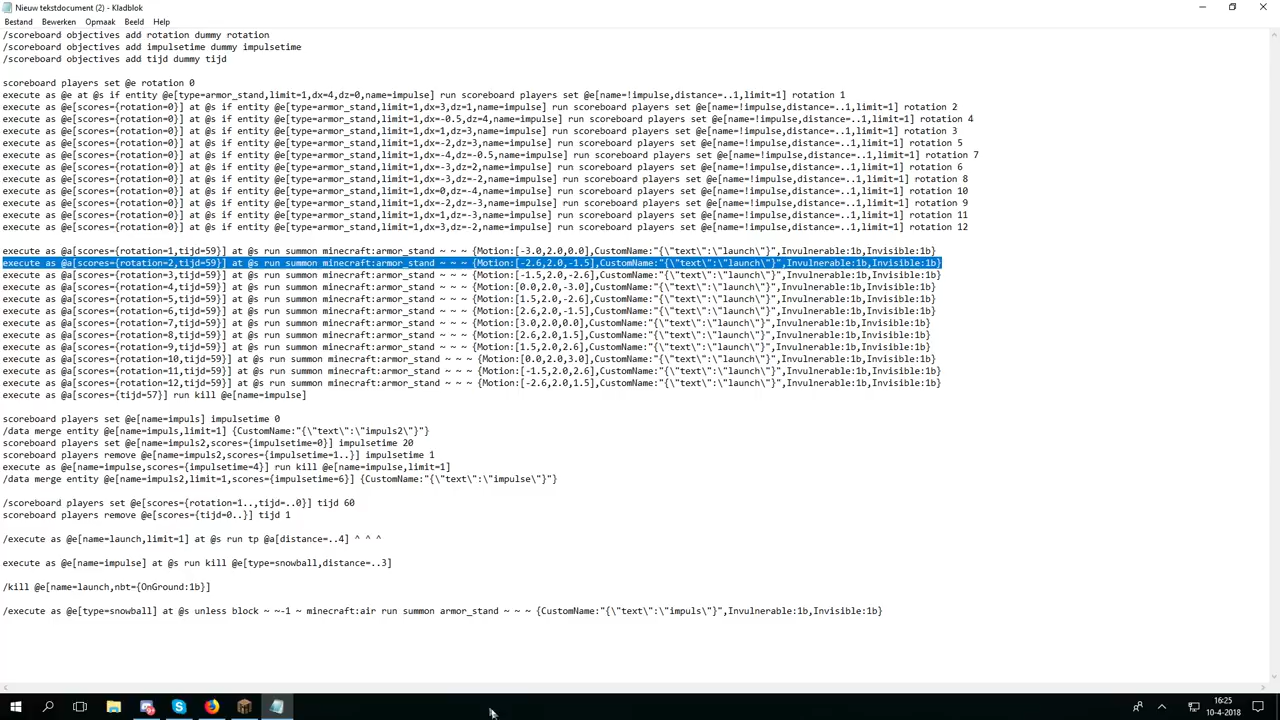 Nieuw tekstdocument (2) - Kladblok
Bestand Bewerken Opmaak Beeld Help
/scoreboard objectives add rotation dummy rotation
/scoreboard objectives add impulsetime dummy impulsetime
/scoreboard objectives add tijd dummy tijd
scoreboard players set @e rotation 0
execute as @e at @s if entity @e[type=armor_stand,limit=1,dx=4,dz=0,name=impulse] run scoreboard players set @e[name=!impulse,distance=..1,limit=1] rotation 1
execute as @e[scores={rotation=0}] at @s if entity @e[type=armor_stand,limit=1,dx=3,dz=1,name=impulse] run scoreboard players set @e[name=!impulse,distance=..1,limit=1] rotation 2
execute as @e[scores={rotation=0}] at @s if entity @e[type=armor_stand,limit=1,dx=-0.5,dz=4,name=impulse] run scoreboard players set @e[name=!impulse,distance=..1,limit=1] rotation 4
execute as @e[scores={rotation=0}] at @s if entity @e[type=armor_stand,limit=1,dx=1,dz=3,name=impulse] run scoreboard players set @e[name=!impulse,distance=..1,limit=1] rotation 3
execute as @e[scores={rotation=0}] at @s if entity @e[type=armor_stand,limit=1,dx=-2,dz=3,name=impulse] run scoreboard players set @e[name=!impulse,distance=..1,limit=1] rotation 5
execute as @e[scores={rotation=0}] at @s if entity @e[type=armor_stand,limit=1,dx=-4,dz=-0.5,name=impulse] run scoreboard players set @e[name=!impulse,distance=..1,limit=1] rotation 7
execute as @e[scores={rotation=0}] at @s if entity @e[type=armor_stand,limit=1,dx=-3,dz=2,name=impulse] run scoreboard players set @e[name=!impulse,distance=..1,limit=1] rotation 6
execute as @e[scores={rotation=0}] at @s if entity @e[type=armor_stand,limit=1,dx=-3,dz=-2,name=impulse] run scoreboard players set @e[name=!impulse,distance=..1,limit=1] rotation 8
execute as @e[scores={rotation=0}] at @s if entity @e[type=armor_stand,limit=1,dx=0,dz=-4,name=impulse] run scoreboard players set @e[name=!impulse,distance=..1,limit=1] rotation 10
execute as @e[scores={rotation=0}] at @s if entity @e[type=armor_stand,limit=1,dx=-2,dz=-3,name=impulse] run scoreboard players set @e[name=!impulse,distance=..1,limit=1] rotation 9
execute as @e[scores={rotation=0}] at @s if entity @e[type=armor_stand,limit=1,dx=1,dz=-3,name=impulse] run scoreboard players set @e[name=!impulse,distance=..1,limit=1] rotation 11
execute as @e[scores={rotation=0}] at @s if entity @e[type=armor_stand,limit=1,dx=3,dz=-2,name=impulse] run scoreboard players set @e[name=!impulse,distance=..1,limit=1] rotation 12
execute as @a[scores={rotation=1,tijd=59}] at @s run summon minecraft:armor_stand ~ ~ ~ {Motion:[-3.0,2.0,0.0],CustomName:"{\"text\":\"launch\"}",Invulnerable:1b,Invisible:1b}
execute as @a[scores={rotation=2,tijd=59}] at @s run summon minecraft:armor_stand ~ ~ ~ {Motion:[-2.6,2.0,-1.5],CustomName:"{\"text\":\"launch\"}",Invulnerable:1b,Invisible:1b}
execute as @a[scores={rotation=3,tijd=59}] at @s run summon minecraft:armor_stand ~ ~ ~ {Motion:[-1.5,2.0,-2.6],CustomName:"{\"text\":\"launch\"}",Invulnerable:1b,Invisible:1b}
execute as @a[scores={rotation=4,tijd=59}] at @s run summon minecraft:armor_stand ~ ~ ~ {Motion:[0.0,2.0,-3.0],CustomName:"{\"text\":\"launch\"}",Invulnerable:1b,Invisible:1b}
execute as @a[scores={rotation=5,tijd=59}] at @s run summon minecraft:armor_stand ~ ~ ~ {Motion:[1.5,2.0,-2.6],CustomName:"{\"text\":\"launch\"}",Invulnerable:1b,Invisible:1b}
execute as @a[scores={rotation=6,tijd=59}] at @s run summon minecraft:armor_stand ~ ~ ~ {Motion:[2.6,2.0,-1.5],CustomName:"{\"text\":\"launch\"}",Invulnerable:1b,Invisible:1b}
execute as @a[scores={rotation=7,tijd=59}] at @s run summon minecraft:armor_stand ~ ~ ~ {Motion:[3.0,2.0,0.0],CustomName:"{\"text\":\"launch\"}",Invulnerable:1b,Invisible:1b}
execute as @a[scores={rotation=8,tijd=59}] at @s run summon minecraft:armor_stand ~ ~ ~ {Motion:[2.6,2.0,1.5],CustomName:"{\"text\":\"launch\"}",Invulnerable:1b,Invisible:1b}
execute as @a[scores={rotation=9,tijd=59}] at @s run summon minecraft:armor_stand ~ ~ ~ {Motion:[1.5,2.0,2.6],CustomName:"{\"text\":\"launch\"}",Invulnerable:1b,Invisible:1b}
execute as @a[scores={rotation=10,tijd=59}] at @s run summon minecraft:armor_stand ~ ~ ~ {Motion:[0.0,2.0,3.0],CustomName:"{\"text\":\"launch\"}",Invulnerable:1b,Invisible:1b}
execute as @a[scores={rotation=11,tijd=59}] at @s run summon minecraft:armor_stand ~ ~ ~ {Motion:[-1.5,2.0,2.6],CustomName:"{\"text\":\"launch\"}",Invulnerable:1b,Invisible:1b}
execute as @a[scores={rotation=12,tijd=59}] at @s run summon minecraft:armor_stand ~ ~ ~ {Motion:[-2.6,2.0,1.5],CustomName:"{\"text\":\"launch\"}",Invulnerable:1b,Invisible:1b}
execute as @a[scores={tijd=57}] run kill @e[name=impulse]
scoreboard players set @e[name=impuls] impulsetime 0
/data merge entity @e[name=impuls,limit=1] {CustomName:"{\"text\":\"impuls2\"}"}
scoreboard players set @e[name=impuls2,scores={impulsetime=0}] impulsetime 20
scoreboard players remove @e[name=impuls2,scores={impulsetime=1..}] impulsetime 1
execute as @e[name=impulse,scores={impulsetime=4}] run kill @e[name=impulse,limit=1]
/data merge entity @e[name=impuls2,limit=1,scores={impulsetime=6}] {CustomName:"{\"text\":\"impulse\"}"}
/scoreboard players set @e[scores={rotation=1..,tijd=..0}] tijd 60
scoreboard players remove @e[scores={tijd=0..}] tijd 1
/execute as @e[name=launch,limit=1] at @s run tp @a[distance=..4] ^ ^ ^
execute as @e[name=impulse] at @s run kill @e[type=snowball,distance=..3]
/kill @e[name=launch,nbt={OnGround:1b}]
/execute as @e[type=snowball] at @s unless block ~ ~-1 ~ minecraft:air run summon armor_stand ~ ~ ~ {CustomName:"{\"text\":\"impuls\"}",Invulnerable:1b,Invisible:1b}
16:25
10-4-2018